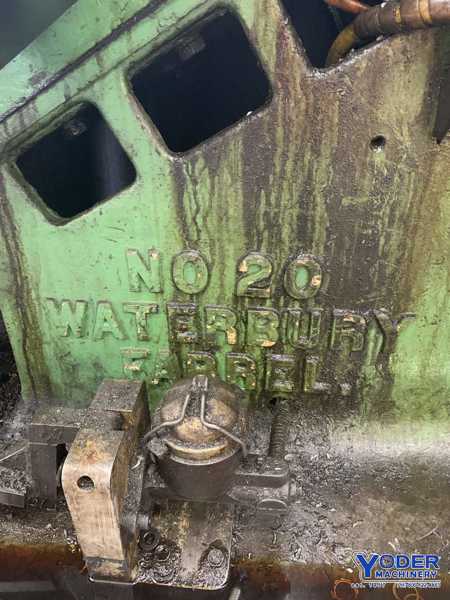 NO 20
WATERBURY
FARREL.
YODER
MACHINERY